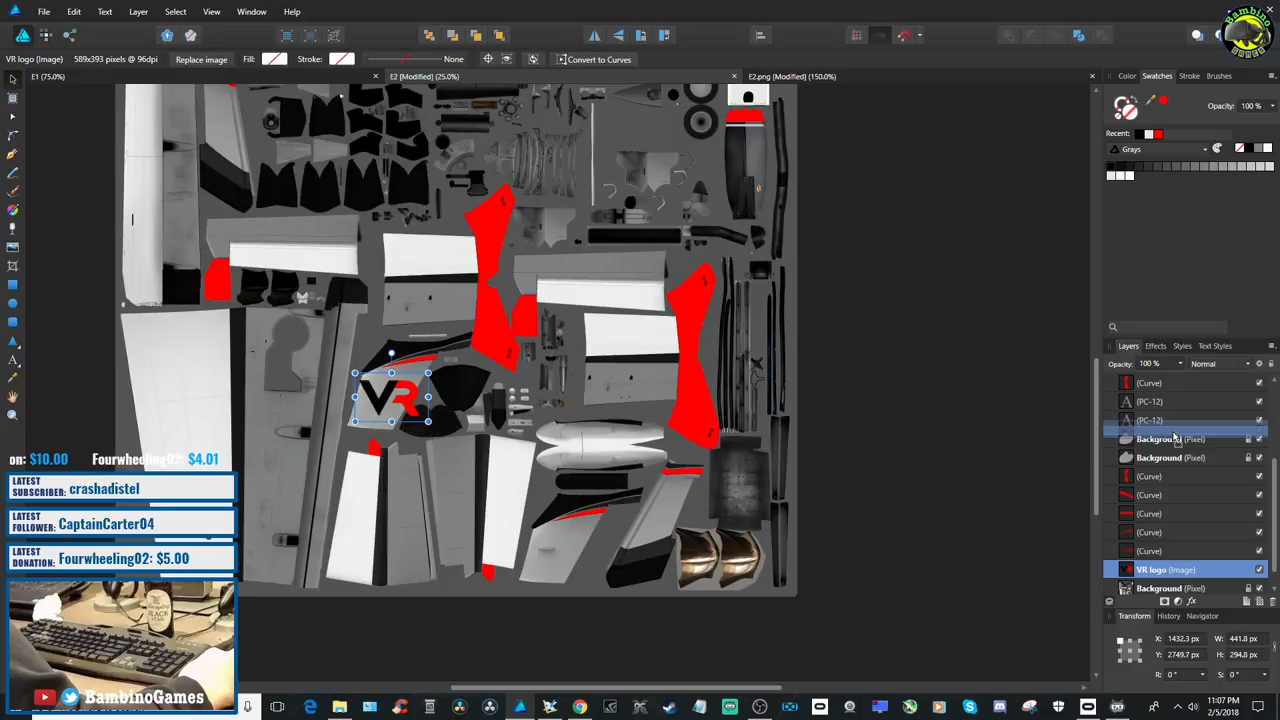 File Edit Text Layer Select Arrange View Window Help
Bambino
VR logo (Image) 589x393 pixels @ 96dpi Replace image Fill: Stroke: None Convert to Curves
E1 (75.0%) E2 [Modified] (25.0%) E2.png [Modified] (150.0%)
Color Swatches Stroke Brushes
Opacity: 100 %
Recent:
Grays
Layers Effects Styles Text Styles
Opacity: 100 % Normal
(Curve)
(PC-12)
(PC-12)
Background (Pixel)
Background (Pixel)
(Curve)
(Curve)
(Curve)
(Curve)
(Curve)
VR logo (Image)
Background (Pixel)
Transform History Navigator
X: 1432.3 px W: 441.8 px
Y: 2749.7 px H: 294.8 px
R: 0 ° S: 0 °
VR
on: $10.00 Fourwheeling02: $4.01
LATEST SUBSCRIBER: crashadistel
LATEST FOLLOWER: CaptainCarter04
LATEST DONATION: Fourwheeling02: $5.00
BambinoGames
11:07 PM
2/5/2018